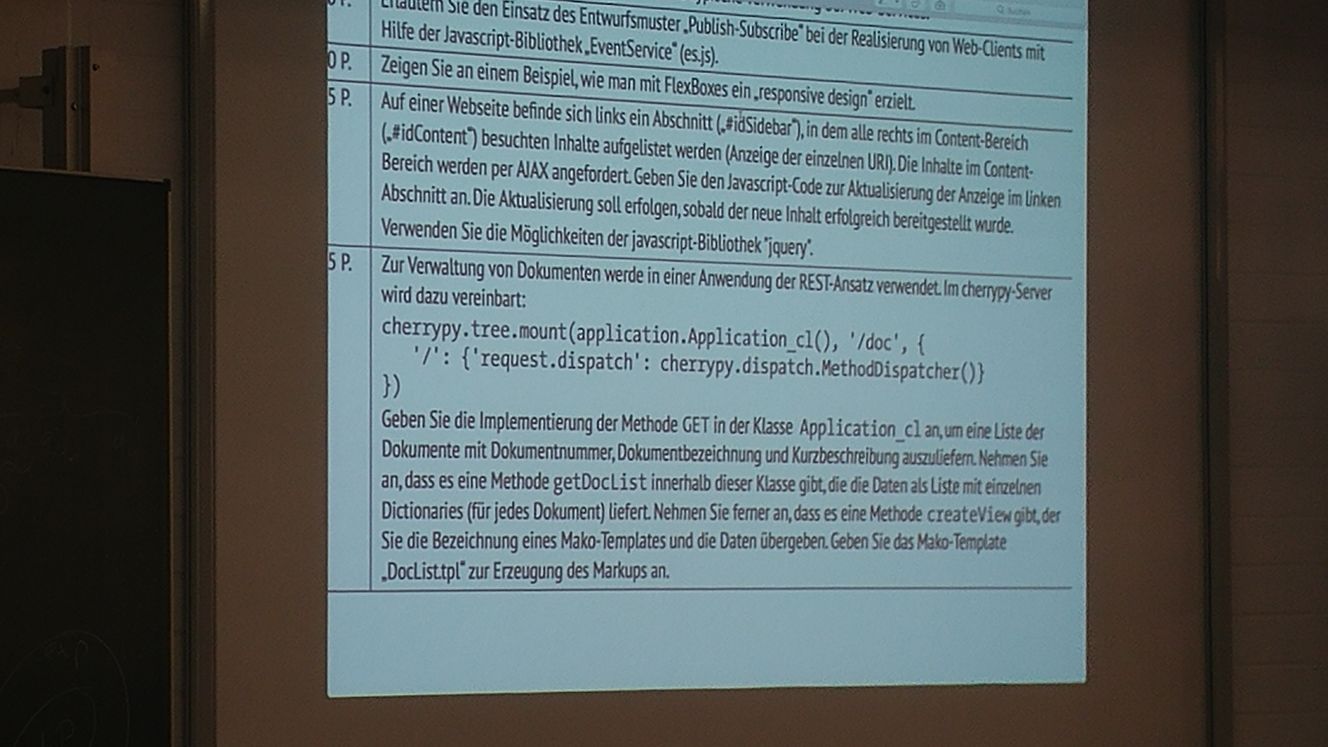 Erläutern Sie den Einsatz des Entwurfsmuster „Publish-Subscribe" bei der Realisierung von Web-Clients mit
Hilfe der Javascript-Bibliothek „EventService" (es.js).
0 P.
Zeigen Sie an einem Beispiel, wie man mit FlexBoxes ein „responsive design" erzielt.
5 P.
Auf einer Webseite befinde sich links ein Abschnitt („#idSidebar"), in dem alle rechts im Content-Bereich
(„#idContent") besuchten Inhalte aufgelistet werden (Anzeige der einzelnen URI). Die Inhalte im Content-
Bereich werden per AJAX angefordert. Geben Sie den Javascript-Code zur Aktualisierung der Anzeige im linken
Abschnitt an. Die Aktualisierung soll erfolgen, sobald der neue Inhalt erfolgreich bereitgestellt wurde.
Verwenden Sie die Möglichkeiten der javascript-Bibliothek "jquery".
5 P.
Zur Verwaltung von Dokumenten werde in einer Anwendung der REST-Ansatz verwendet. Im cherrypy-Server
wird dazu vereinbart:
cherrypy.tree.mount(application.Application_cl(), '/doc', {
'/': {'request.dispatch': cherrypy.dispatch.MethodDispatcher()}
})
Geben Sie die Implementierung der Methode GET in der Klasse Application_cl an, um eine Liste der
Dokumente mit Dokumentnummer, Dokumentbezeichnung und Kurzbeschreibung auszuliefern. Nehmen Sie
an, dass es eine Methode getDocList innerhalb dieser Klasse gibt, die die Daten als Liste mit einzelnen
Dictionaries (für jedes Dokument) liefert. Nehmen Sie ferner an, dass es eine Methode createView gibt, der
Sie die Bezeichnung eines Mako-Templates und die Daten übergeben. Geben Sie das Mako-Template
„DocList.tpl" zur Erzeugung des Markups an.